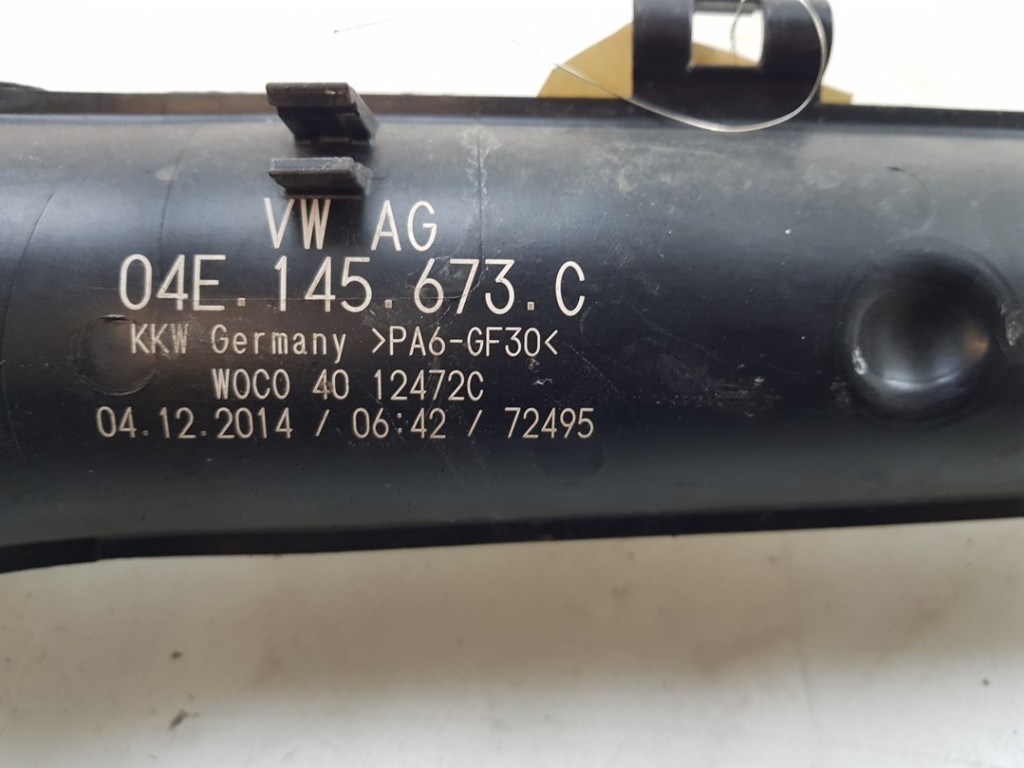 VW AG
04E.145.673.C
KKW Germany >PA6-GF30<
WOCO 40 12472C
04.12.2014 / 06:42 / 72495